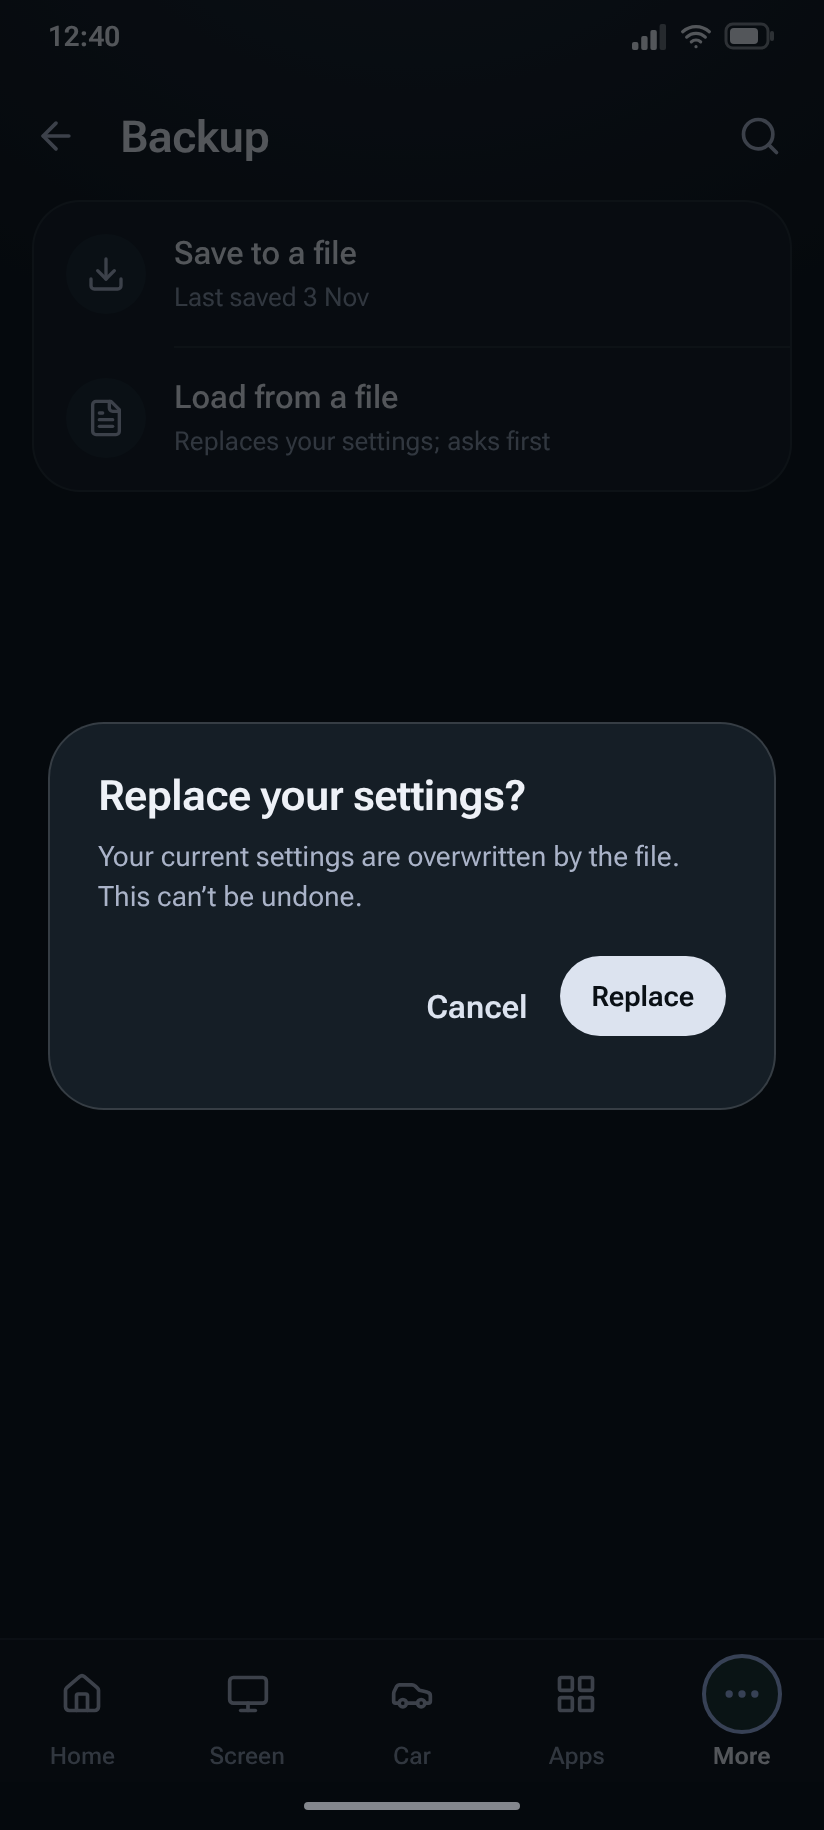 12:40
Backup
Save to a file
Last saved 3 Nov
Load from a file
Replaces your settings; asks first
Replace your settings?
Your current settings are overwritten by the file.
This can’t be undone.
Cancel
Replace
Home
Screen
Car
Apps
More